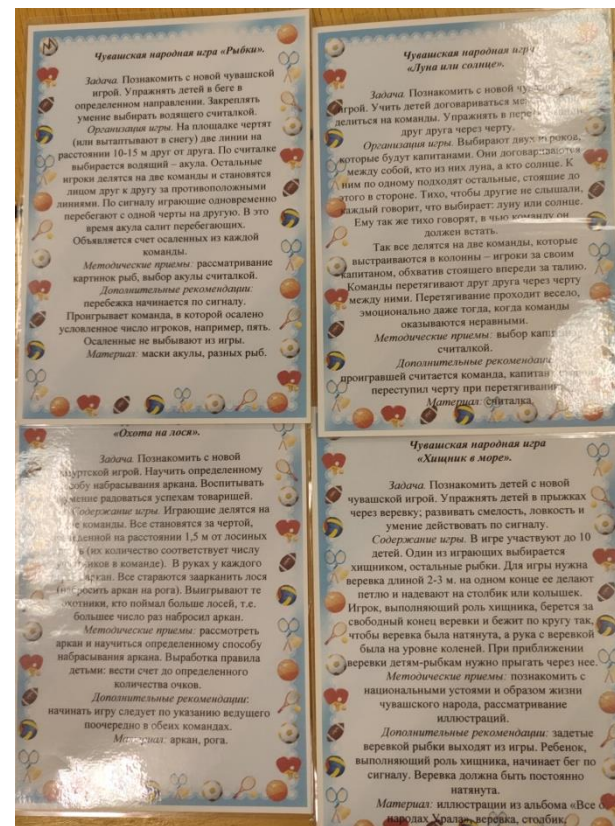 Чувашская народная игра «Рыбки».
Задача. Познакомить с новой чувашской
игрой. Упражнять детей в беге в
определенном направлении. Закреплять
умение выбирать водящего считалкой.
Организация игры. На площадке чертят
(или вытаптывают в снегу) две линии на
расстоянии 10-15 м друг от друга. По считалке
выбирается водящий – акула. Остальные
игроки делятся на две команды и становятся
лицом друг к другу за противоположными
линиями. По сигналу играющие одновременно
перебегают с одной черты на другую. В это
время акула салит перебегающих.
Объявляется счет осаленных из каждой
команды.
Методические приемы: рассматривание
картинок рыб, выбор акулы считалкой.
Дополнительные рекомендации:
перебежка начинается по сигналу.
Проигрывает команда, в которой осалено
условленное число игроков, например, пять.
Осаленные не выбывают из игры.
Материал: маски акулы, разных рыб.
Чувашская народная игра
«Луна или солнце».
Задача. Познакомить с новой
игрой. Учить детей договариваться
делиться на команды. Упражнять в
друг друга через черту.
Организация игры. Выбирают двух игроков,
которые будут капитанами. Они договариваются
между собой, кто из них луна, а кто солнце. К
ним по одному подходят остальные, стоящие до
этого в стороне. Тихо, чтобы другие не слышали,
каждый говорит, что выбирает: луну или солнце.
Ему так же тихо говорят, в чью команду он
должен встать.
Так все делятся на две команды, которые
выстраиваются в колонны – игроки за своим
капитаном, обхватив стоящего впереди за талию.
Команды перетягивают друг друга через черту
между ними. Перетягивание проходит весело,
эмоционально даже тогда, когда команды
оказываются неравными.
Методические приемы: выбор
считалкой.
Дополнительные рекомендации
проигравшей считается команда, капитан
переступил черту при перетягивании.
Материал: считалка.
«Охота на лося».
Задача. Познакомить с новой
игрой. Научить определенному
набрасывания аркана. Воспитывать
умение радоваться успехам товарищей.
Содержание игры. Играющие делятся на
команды. Все становятся за чертой,
на расстоянии 1,5 м от лосиных
(их количество соответствует числу
в команде). В руках у каждого
аркан. Все стараются заарканить лося
(набросить аркан на рога). Выигрывают те
охотники, кто поймал больше лосей, т.е.
большее число раз набросил аркан.
Методические приемы: рассмотреть
аркан и научиться определенному способу
набрасывания аркана. Выработка правила
детьми: вести счет до определенного
количества очков.
Дополнительные рекомендации:
начинать игру следует по указанию ведущего
поочередно в обеих командах.
Материал: аркан, рога.
Чувашская народная игра
«Хищник в море».
Задача. Познакомить детей с новой
чувашской игрой. Упражнять детей в прыжках
через веревку; развивать смелость, ловкость и
умение действовать по сигналу.
Содержание игры. В игре участвуют до 10
детей. Один из играющих выбирается
хищником, остальные рыбки. Для игры нужна
веревка длиной 2-3 м. на одном конце ее делают
петлю и надевают на столбик или колышек.
Игрок, выполняющий роль хищника, берется за
свободный конец веревки и бежит по кругу так,
чтобы веревка была натянута, а рука с веревкой
была на уровне коленей. При приближении
веревки детям-рыбкам нужно прыгать через нее.
Методические приемы: познакомить с
национальными устоями и образом жизни
чувашского народа, рассматривание
иллюстраций.
Дополнительные рекомендации: задетые
веревкой рыбки выходят из игры. Ребенок,
выполняющий роль хищника, начинает бег по
сигналу. Веревка должна быть постоянно
натянута.
Материал: иллюстрации из альбома «Все о
народах Урала», веревка, столбик,